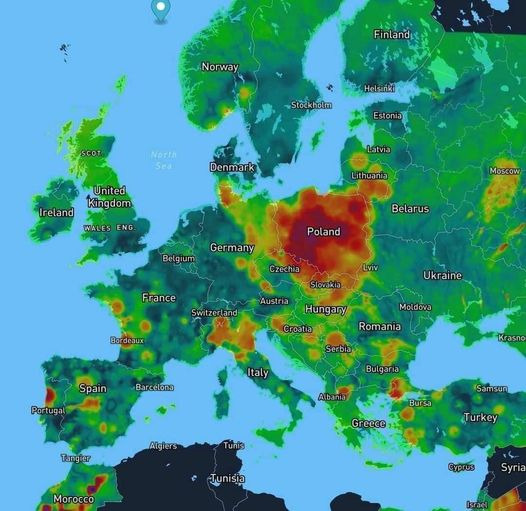 Finland
Norway
Helsinki
Stockholm
Estonia
SCOT.
North
Sea
Latvia
Denmark
Lithuania
Moscow
United
Kingdom
Ireland
Belarus
WALES ENG.
Poland
Germany
Belgium
Czechia
Lviv
Ukraine
Slovakia
France
Austria
Switzerland
Hungary
Moldova
Romania
Croatia
Bordeaux
Krasno
Serbia
Italy
Bulgaria
Spain
Barcelona
Albania
Samsun
Bursa
Portugal
Greece
Turkey
Algiers
Tunis
Tangier
Cyprus
Syria
Tunisia
Morocco
Israel